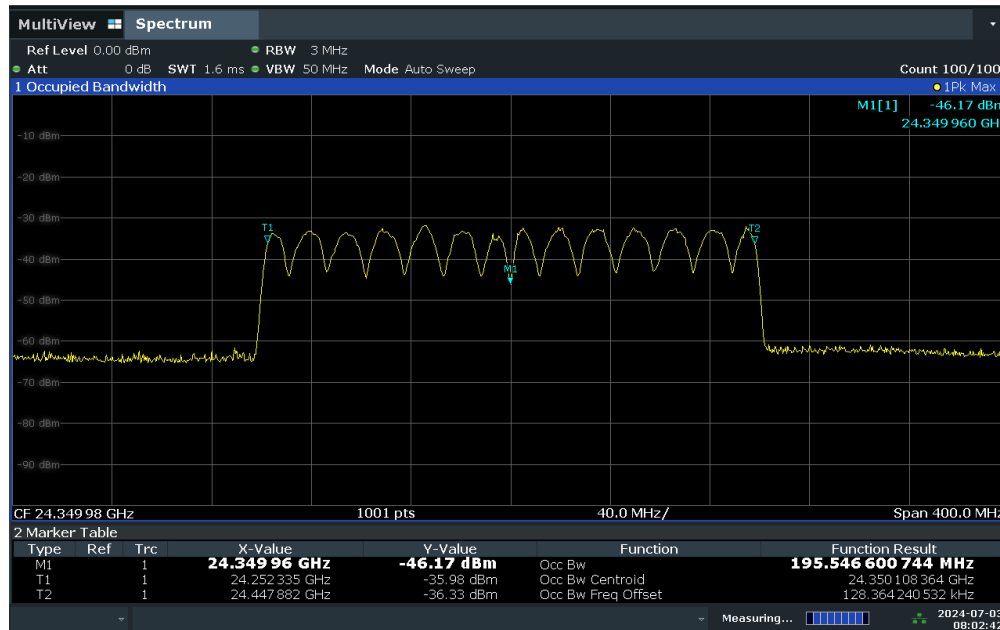 MultiView Spectrum
Ref Level 0.00 dBm RBW 3 MHz
Att 0 dB SWT 1.6 ms VBW 50 MHz Mode Auto Sweep Count 100/100
1 Occupied Bandwidth 1Pk Max
M1[1] -46.17 dBm
24.349 960 GH
-10 dBm
-20 dBm
T1 T2
-30 dBm
-40 dBm
M1
-50 dBm
-60 dBm
-70 dBm
-80 dBm
-90 dBm
CF 24.349 98 GHz 1001 pts 40.0 MHz/ Span 400.0 MHz
2 Marker Table
Type Ref Trc X-Value Y-Value Function Function Result
M1 1 24.349 96 GHz -46.17 dBm Occ Bw 195.546 600 744 MHz
T1 1 24.252 335 GHz -35.98 dBm Occ Bw Centroid 24.350 108 364 GHz
T2 1 24.447 882 GHz -36.33 dBm Occ Bw Freq Offset 128.364 240 532 kHz
Measuring... 2024-07-03
08:02:42